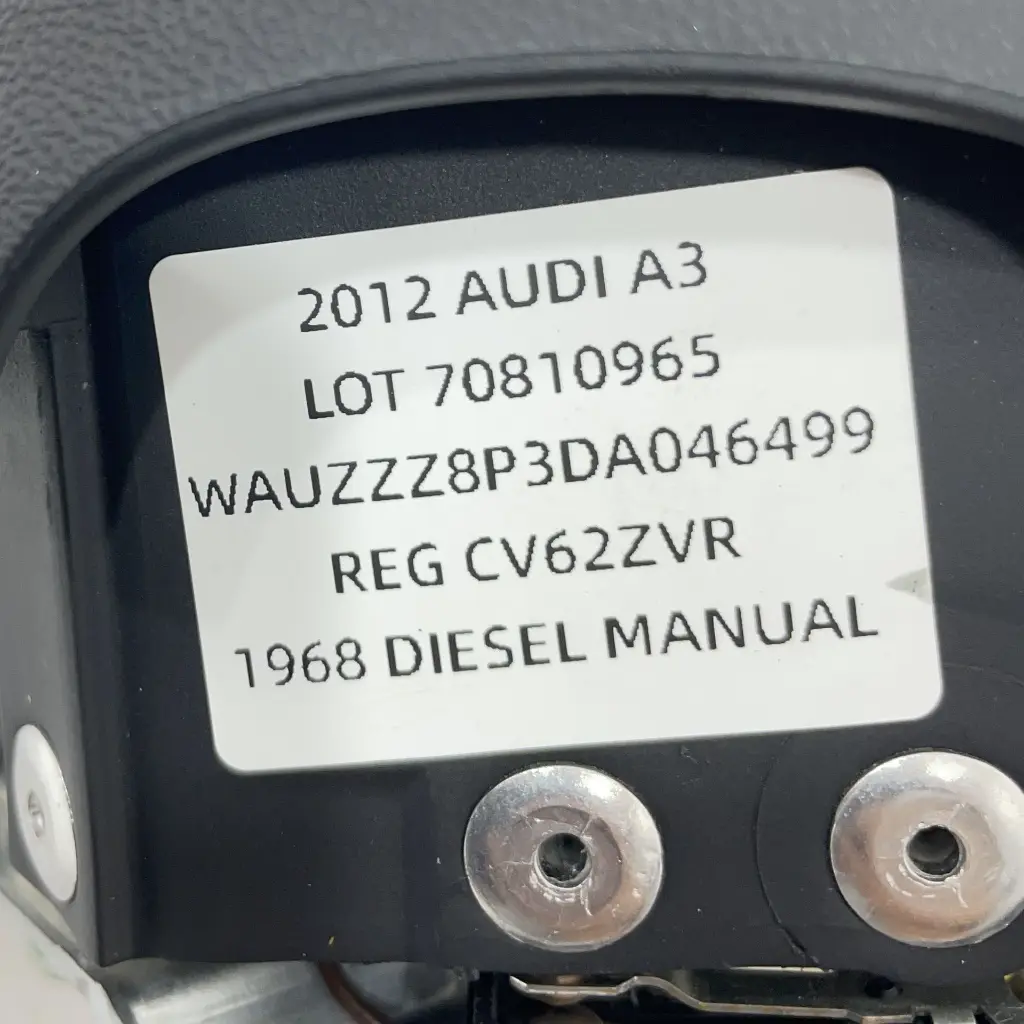 2012 AUDI A3
LOT 70810965
WAUZZZ8P3DA046499
REG CV62ZVR
1968 DIESEL MANUAL